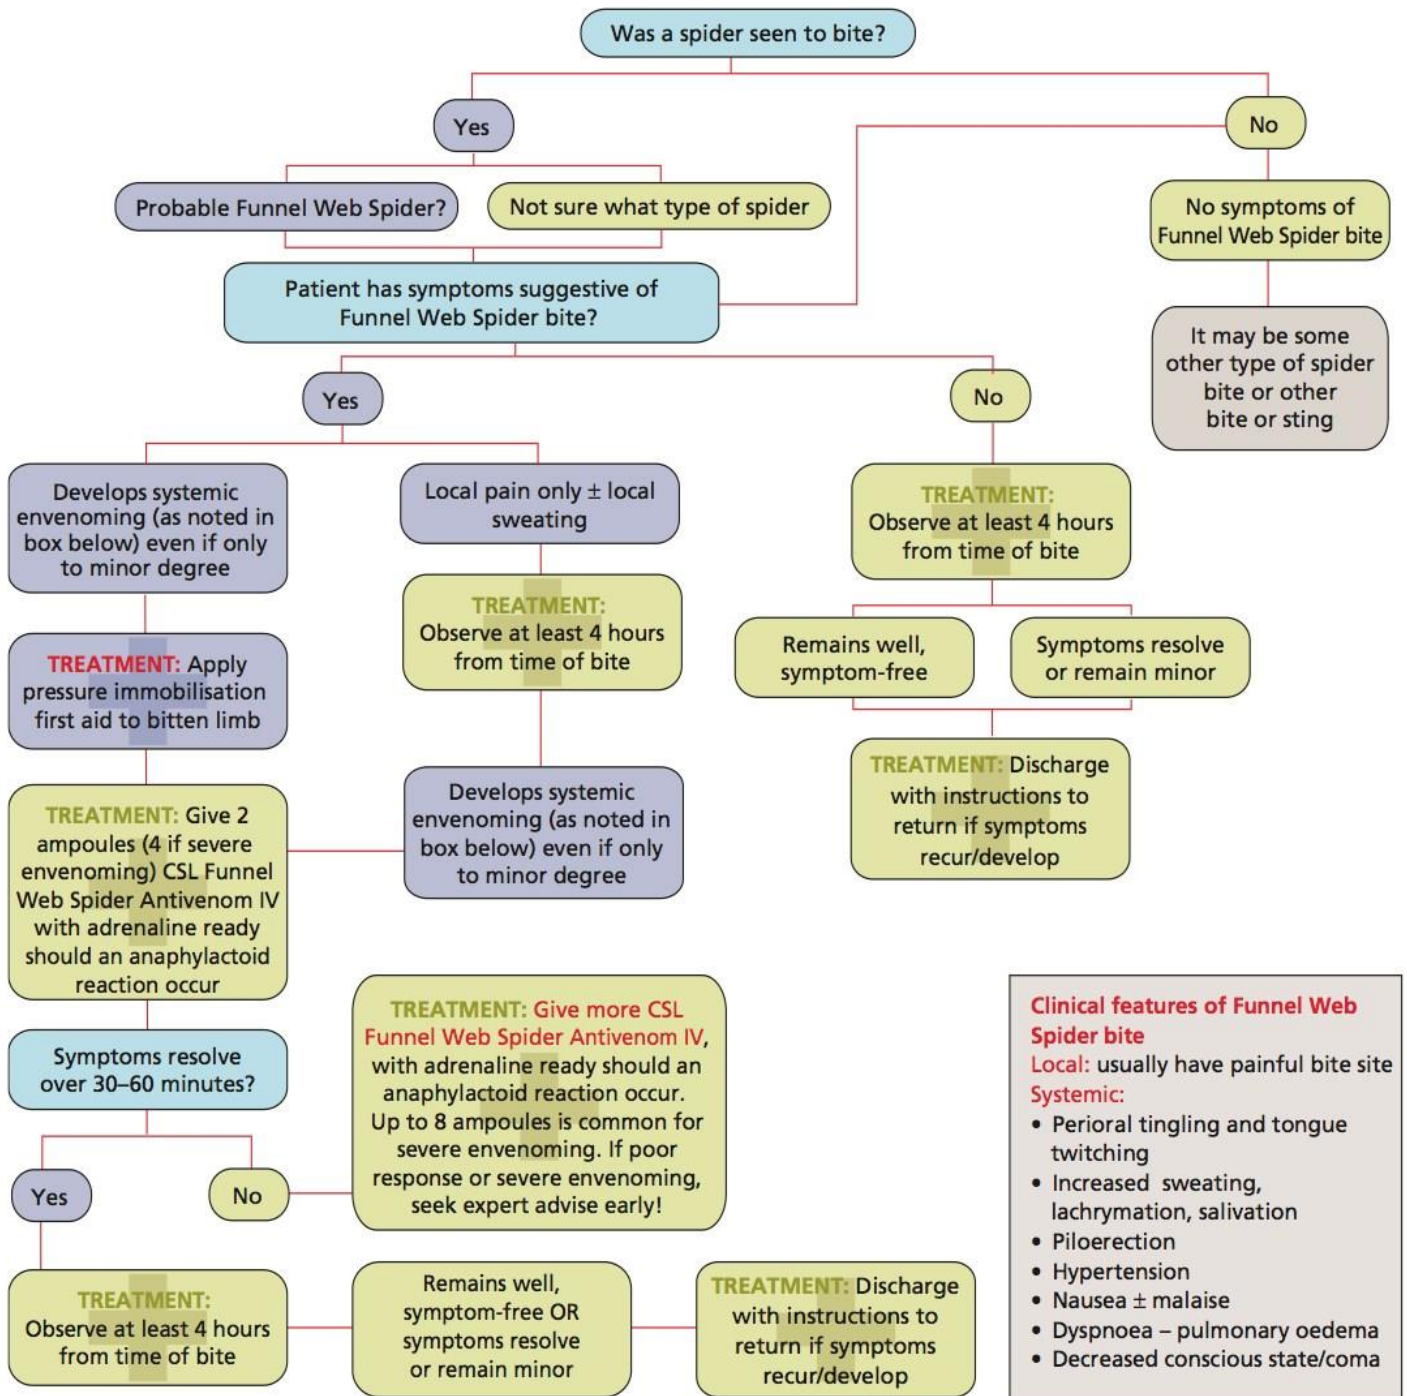 Was a spider seen to bite?
Yes
No
Probable Funnel Web Spider?
Not sure what type of spider
No symptoms of
Funnel Web Spider bite
Patient has symptoms suggestive of
Funnel Web Spider bite?
It may be some
other type of spider
bite or other
bite or sting
Yes
No
Develops systemic
envenoming (as noted in
box below) even if only
to minor degree
Local pain only ± local
sweating
TREATMENT:
Observe at least 4 hours
from time of bite
TREATMENT: Apply
pressure immobilisation
first aid to bitten limb
TREATMENT:
Observe at least 4 hours
from time of bite
Remains well,
symptom-free
Symptoms resolve
or remain minor
TREATMENT: Discharge
with instructions to
return if symptoms
recur/develop
TREATMENT: Give 2
ampoules (4 if severe
envenoming) CSL Funnel
Web Spider Antivenom IV
with adrenaline ready
should an anaphylactoid
reaction occur
Develops systemic
envenoming (as noted in
box below) even if only
to minor degree
Symptoms resolve
over 30–60 minutes?
TREATMENT: Give more CSL
Funnel Web Spider Antivenom IV,
with adrenaline ready should an
anaphylactoid reaction occur.
Up to 8 ampoules is common for
severe envenoming. If poor
response or severe envenoming,
seek expert advise early!
Yes
No
TREATMENT:
Observe at least 4 hours
from time of bite
Remains well,
symptom-free OR
symptoms resolve
or remain minor
TREATMENT: Discharge
with instructions to
return if symptoms
recur/develop
Clinical features of Funnel Web
Spider bite
Local: usually have painful bite site
Systemic:
• Perioral tingling and tongue
twitching
• Increased sweating,
lachrymation, salivation
• Piloerection
• Hypertension
• Nausea ± malaise
• Dyspnoea – pulmonary oedema
• Decreased conscious state/coma